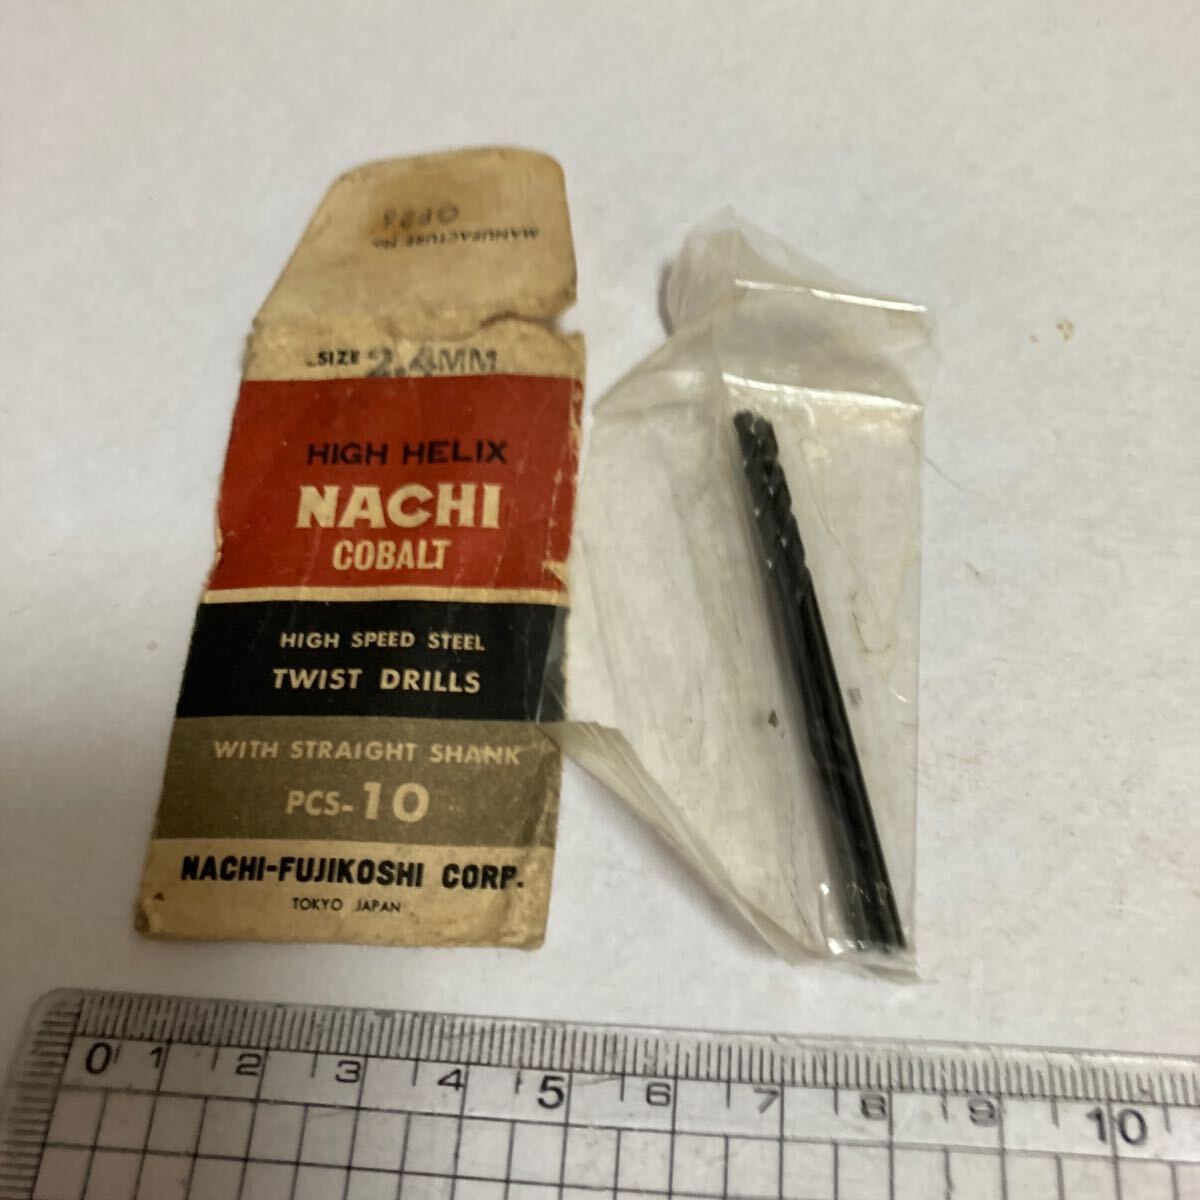 MANUFACTURE No
SIZE 2.4MM
HIGH HELIX
NACHI
COBALT
HIGH SPEED STEEL
TWIST DRILLS
WITH STRAIGHT SHANK
PCS-10
NACHI-FUJIKOSHI CORP.
TOKYO JAPAN
0 1 2 3 4 5 6 7 8 9 10